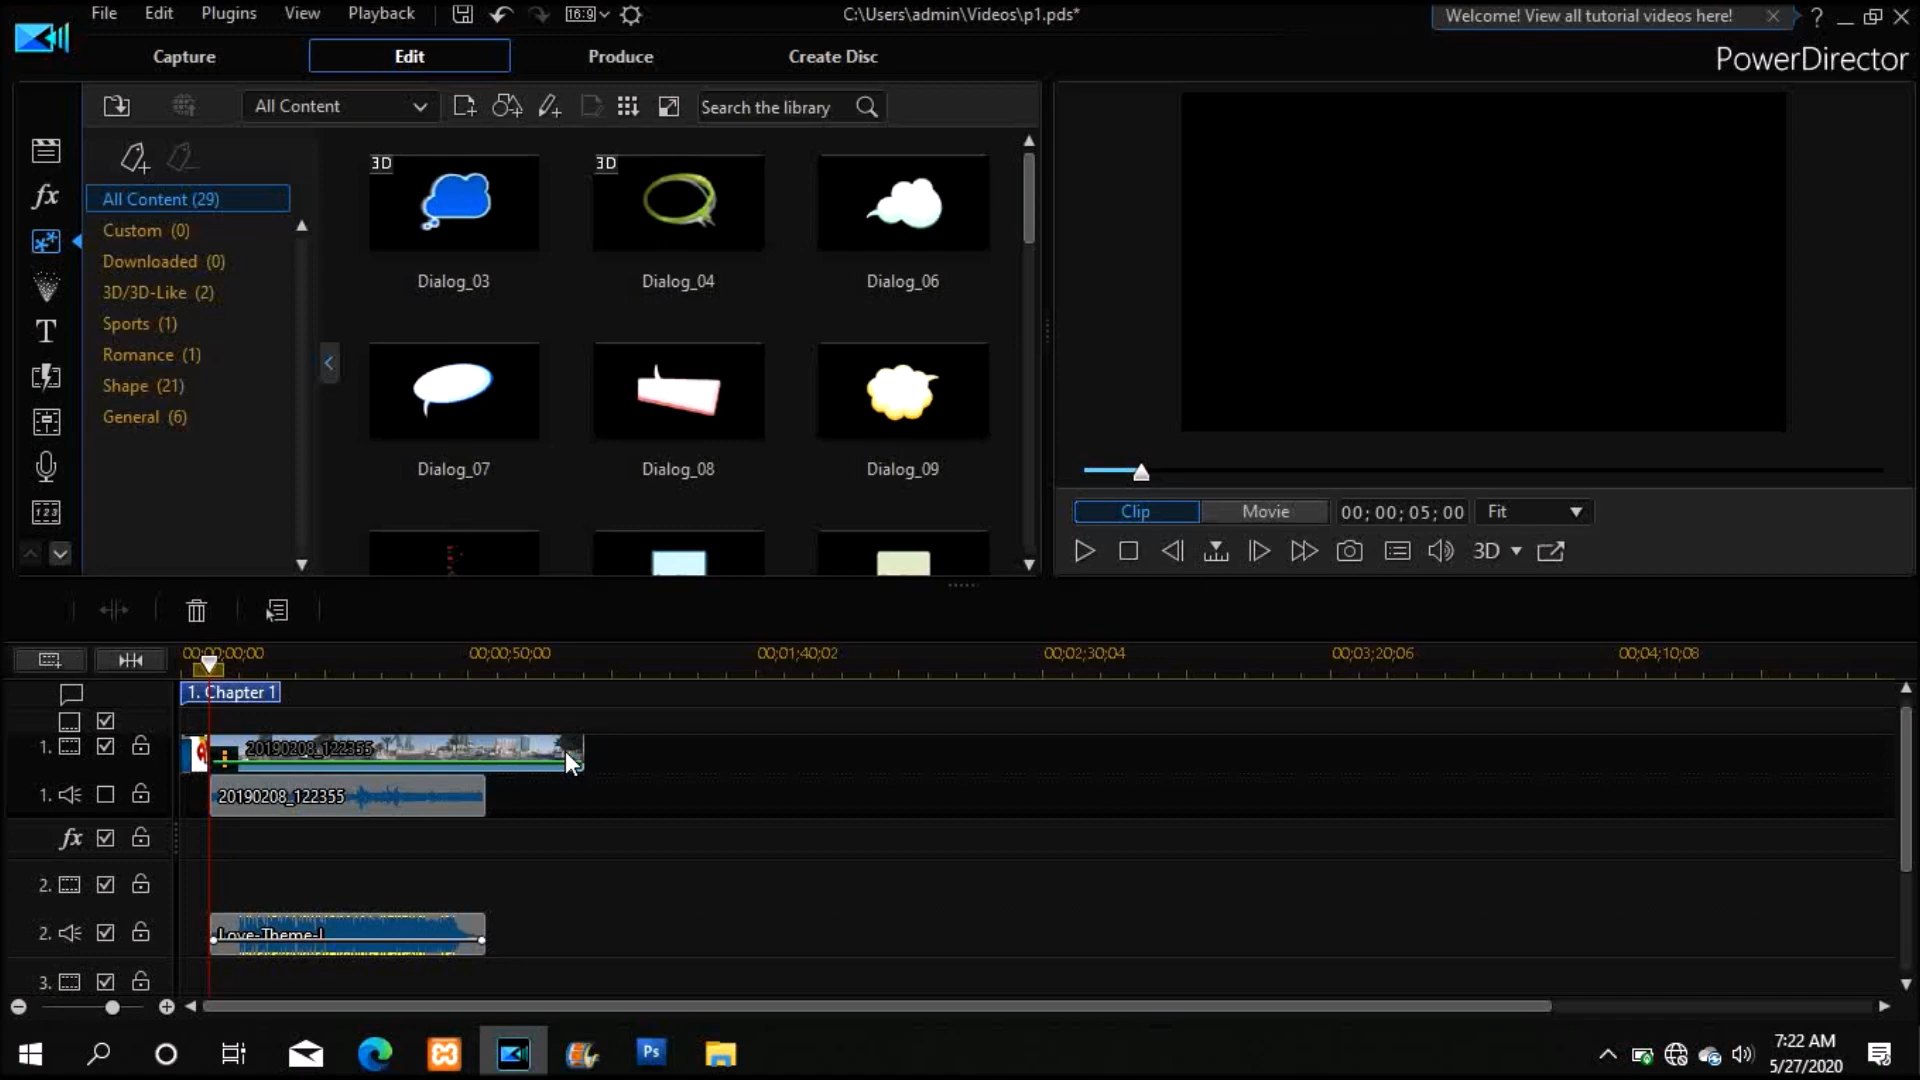 File Edit Plugins View Playback 16:9 C:\Users\admin\Videos\p1.pds* Welcome! View all tutorial videos here! ?
Capture Edit Produce Create Disc PowerDirector
All Content Search the library
All Content (29)
Custom (0)
Downloaded (0)
3D/3D-Like (2)
Sports (1)
Romance (1)
Shape (21)
General (6)
fx
T
123
3D 3D
Dialog_03 Dialog_04 Dialog_06
Dialog_07 Dialog_08 Dialog_09
Clip Movie 00;00;05;00 Fit
3D
00;00;00;00 00;00;50;00 00;01;40;02 00;02;30;04 00;03;20;06 00;04;10;08
1. Chapter 1
1. 20190208_122355
1. 20190208_122355
fx
2.
2. Love-Theme-I
3.
Ps
7:22 AM
5/27/2020